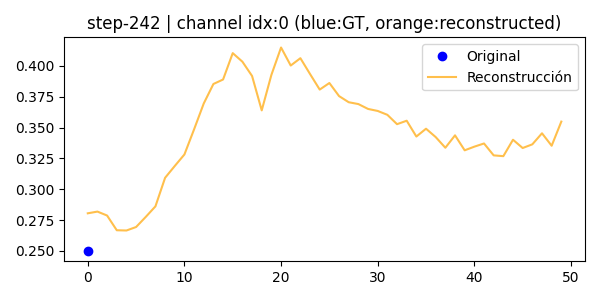 step-242 | channel idx:0 (blue:GT, orange:reconstructed)
Original
Reconstrucción
0.400
0.375
0.350
0.325
0.300
0.275
0.250
0 10 20 30 40 50